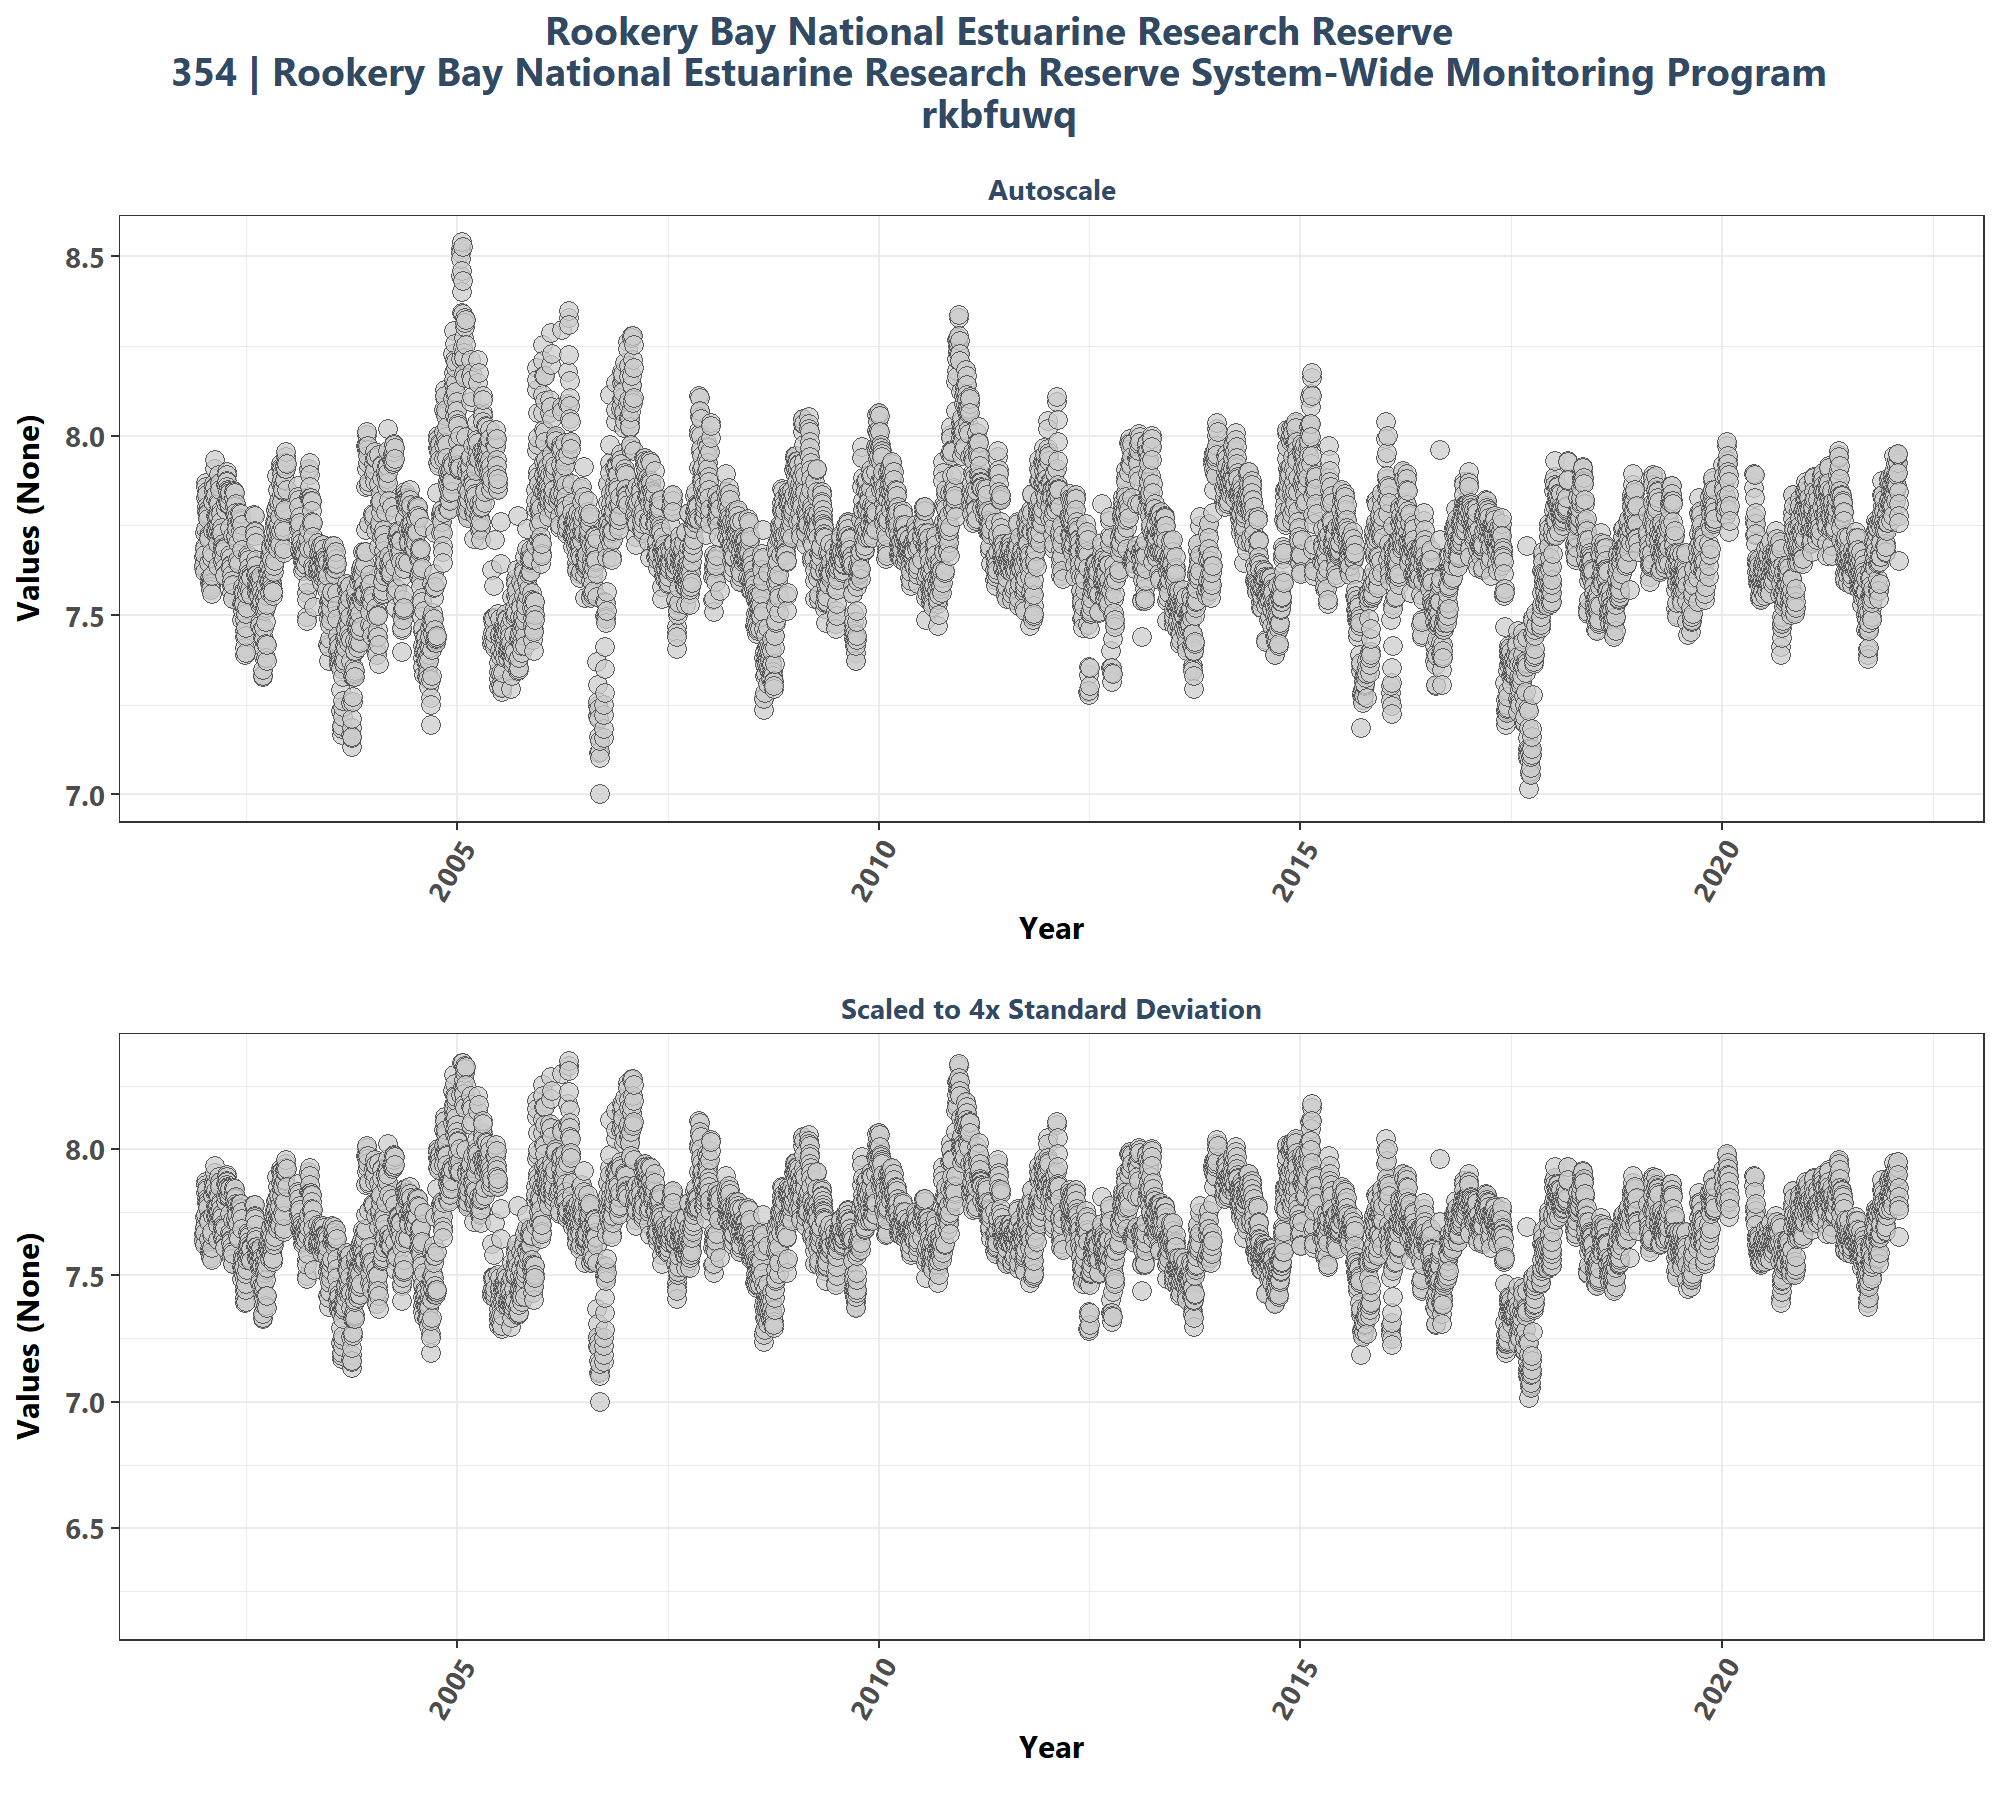 Rookery Bay National Estuarine Research Reserve
354 | Rookery Bay National Estuarine Research Reserve System-Wide Monitoring Program
rkbfuwq
Autoscale
Values (None)
8.5
8.0
7.5
7.0
2005
2010
2015
2020
Year
Scaled to 4x Standard Deviation
Values (None)
8.0
7.5
7.0
6.5
2005
2010
2015
2020
Year